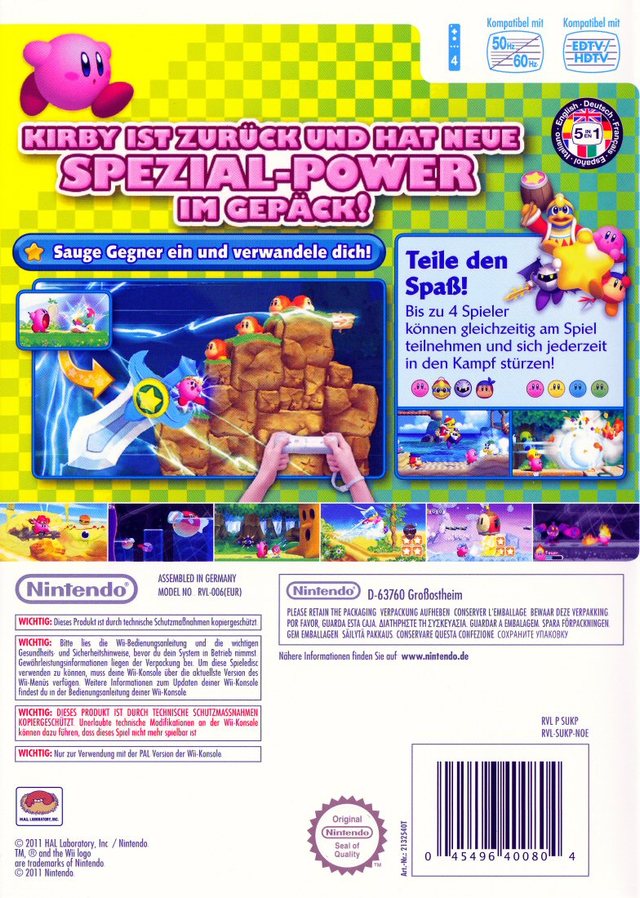 Kompatibel mit
Kompatibel mit
4
50Hz
60Hz
EDTV/
HDTV
English · Deutsch · Français · Español · Italiano
5 IN EN 1
KIRBY IST ZURÜCK UND HAT NEUE
SPEZIAL-POWER
IM GEPÄCK!
Sauge Gegner ein und verwandele dich!
Teile den
Spaß!
Bis zu 4 Spieler
können gleichzeitig am Spiel
teilnehmen und sich jederzeit
in den Kampf stürzen!
Nintendo®
ASSEMBLED IN GERMANY
MODEL NO RVL-006(EUR)
WICHTIG: Dieses Produkt ist durch technische Schutzmaßnahmen kopiergeschützt
WICHTIG: Bitte lies die Wii-Bedienungsanleitung und die wichtigen
Gesundheits- und Sicherheitshinweise, bevor du dein System in Betrieb nimmst
Gewährleistungsinformationen liegen der Verpackung bei. Um diese Spieledisc
verwenden zu können, muss deine Wii-Konsole über die aktuellste Version des
Wii-Menüs verfügen. Weitere Informationen zum Updaten deiner Wii-Konsole
findest du in der Bedienungsanleitung deiner Wii-Konsole
WICHTIG: DIESES PRODUKT IST DURCH TECHNISCHE SCHUTZMASSNAHMEN
KOPIERGESCHÜTZT Unerlaubte technische Modifikationen an der Wii-Konsole
können dazu führen, dass dieses Spiel nicht mehr spielbar ist
WICHTIG: Nur zur Verwendung mit der PAL Version der Wii-Konsole
Nintendo® D-63760 Großostheim
PLEASE RETAIN THE PACKAGING VERPACKUNG AUFHEBEN CONSERVER L'EMBALLAGE BEWAAR DEZE VERPAKKING
POR FAVOR, GUARDA ESTA CAJA. ΔΙΑΤΗΡΗΣΤΕ ΤΗ ΣΥΣΚΕΥΑΣΙΑ. GUARDAR A EMBALAGEM. SPARA FÖRPACKNINGEN
GEM EMBALLAGEN SÄILYTÄ PAKKAUS. CONSERVARE QUESTA CONFEZIONE СОХРАНИТЕ УПАКОВКУ
Nähere Informationen finden Sie auf www.nintendo.de
RVL P SUKP
RVL-SUKP-NOE
HAL LABORATORY, INC.
© 2011 HAL Laboratory, Inc / Nintendo
TM, ® and the Wii logo
are trademarks of Nintendo
© 2011 Nintendo
Original
Nintendo®
Seal of
Quality
TM
Art.-Nr.: 2132540T
0 45496 40080 4